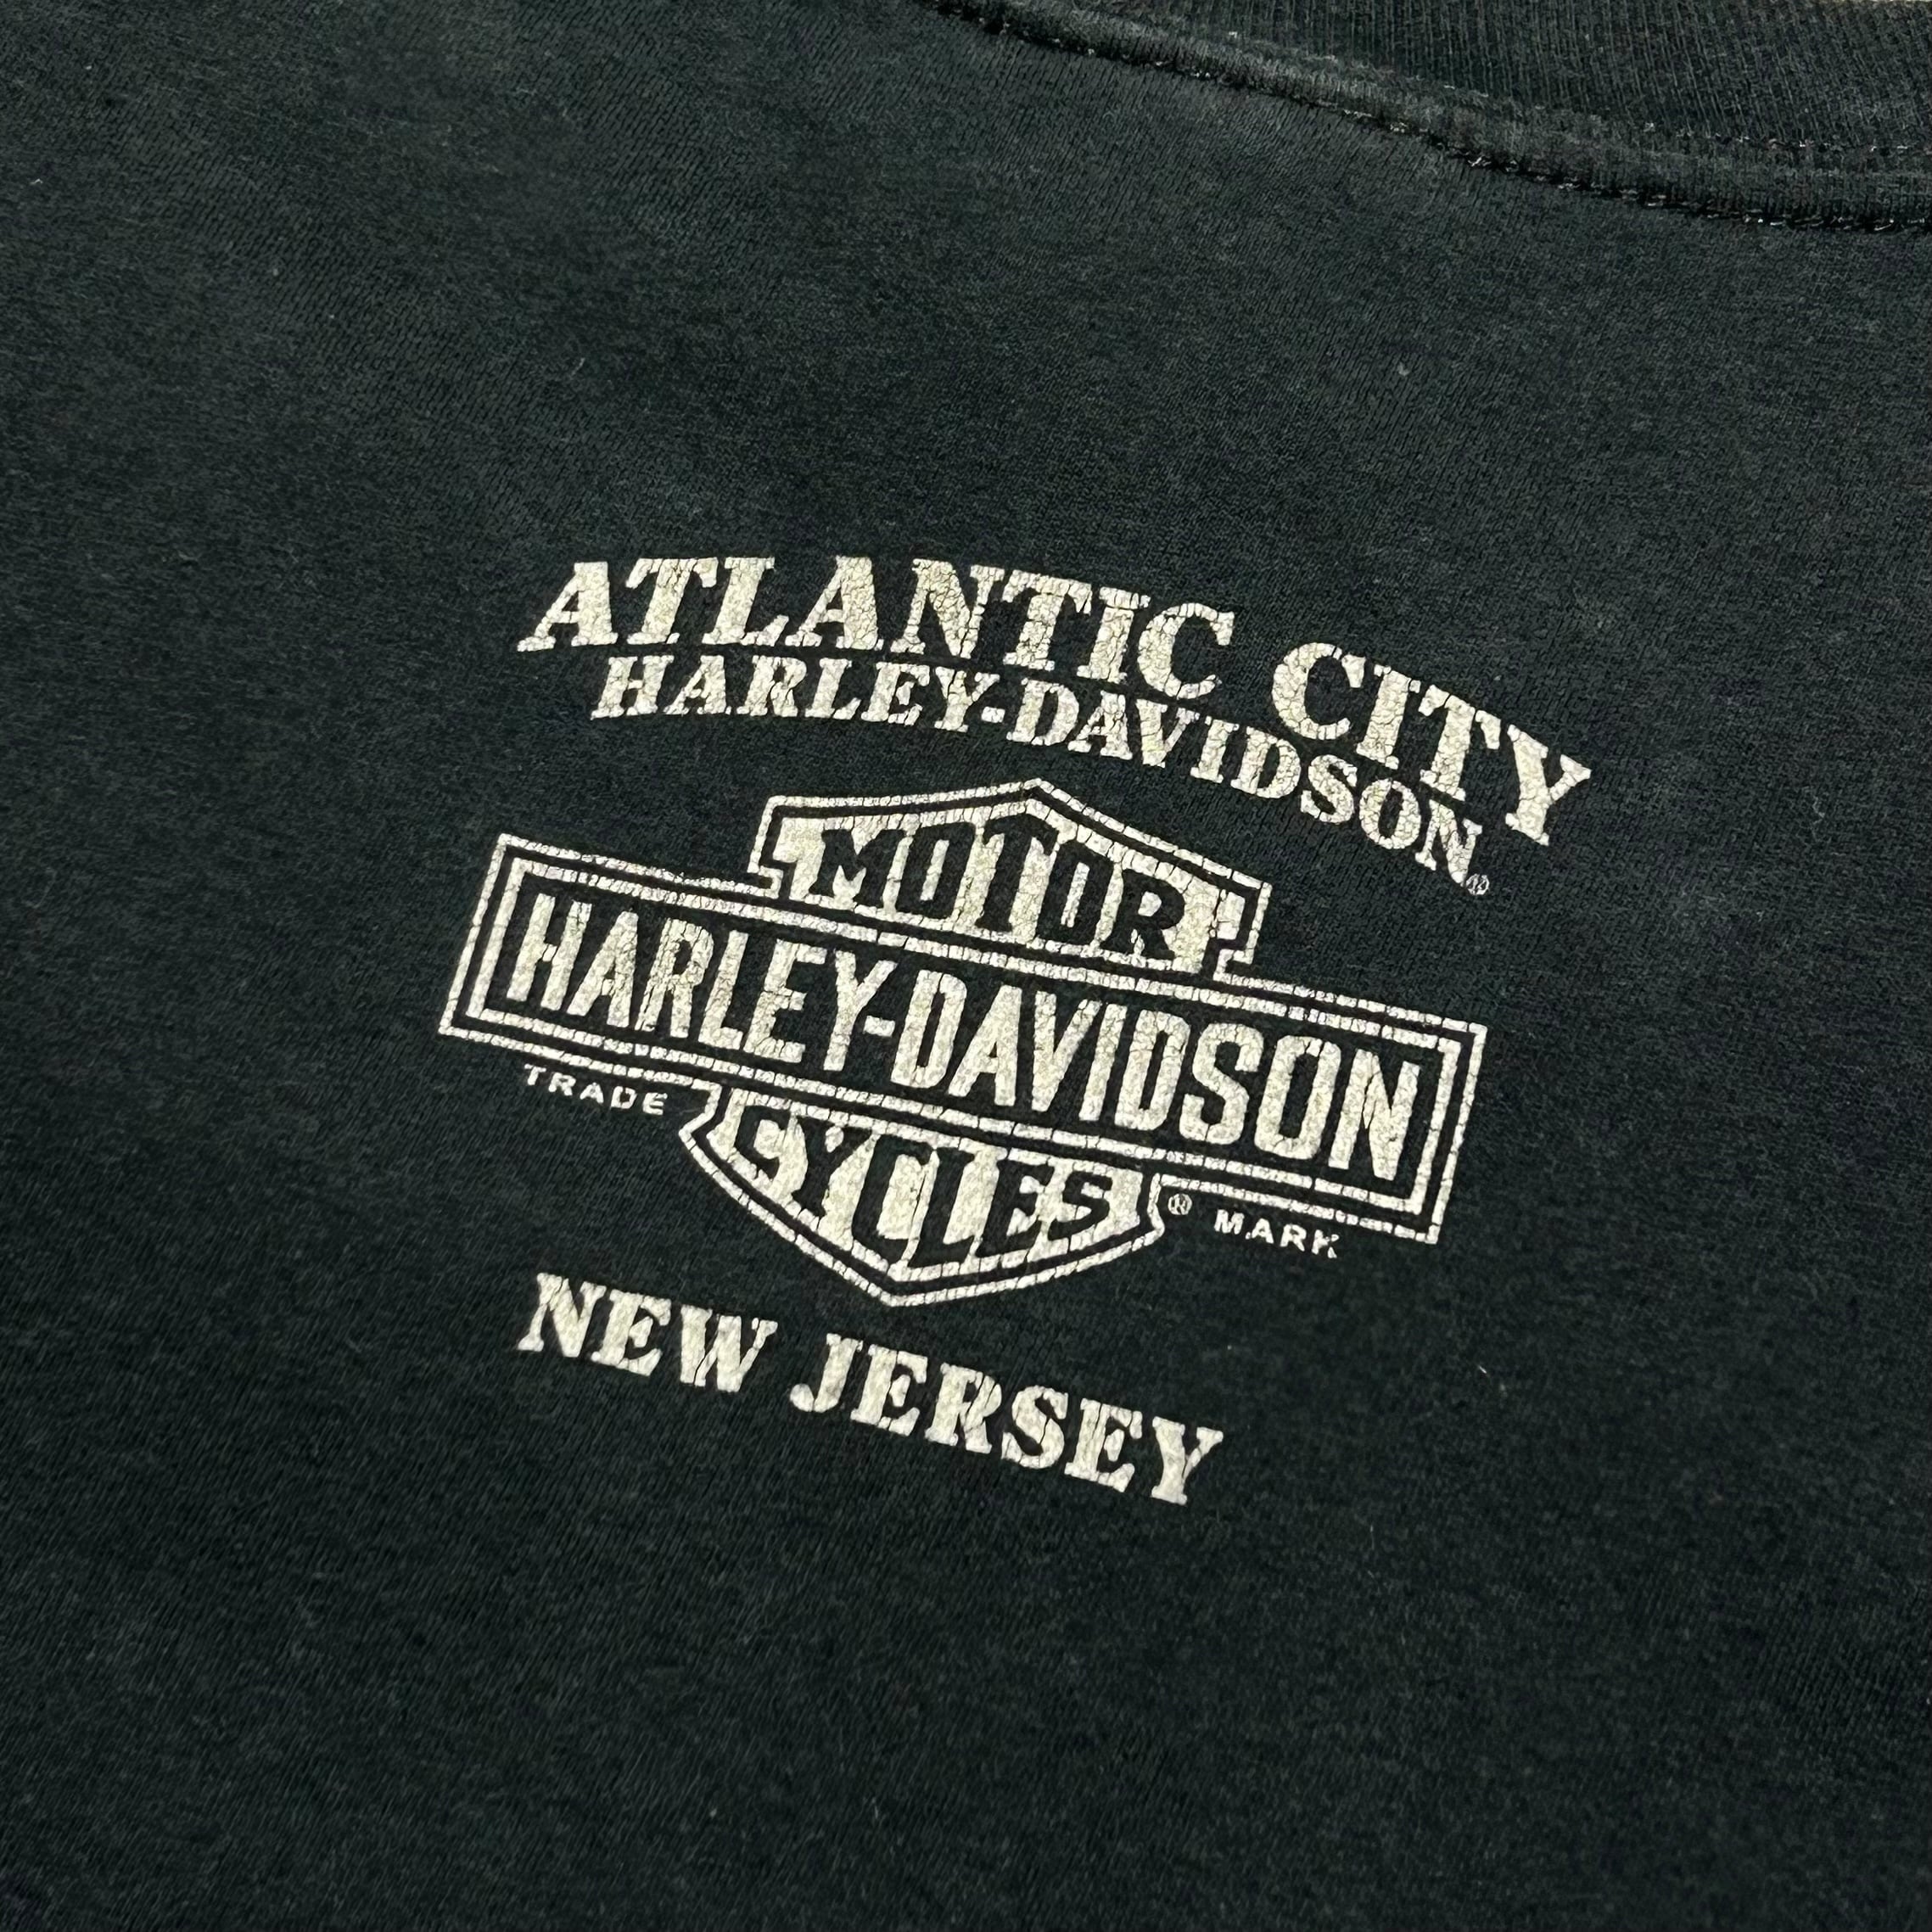 ATLANTIC CITY
HARLEY-DAVIDSON®
MOTOR
HARLEY-DAVIDSON
CYCLES
TRADE ® MARK
NEW JERSEY